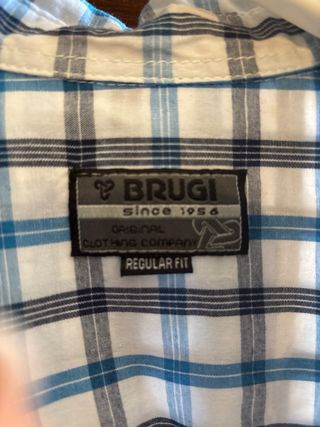 BRUGI
since 1956
ORIGINAL
CLOTHING COMPANY
REGULAR FIT